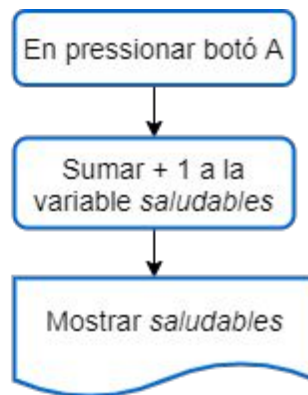 En pressionar botó A
Sumar + 1 a la
variable saludables
Mostrar saludables